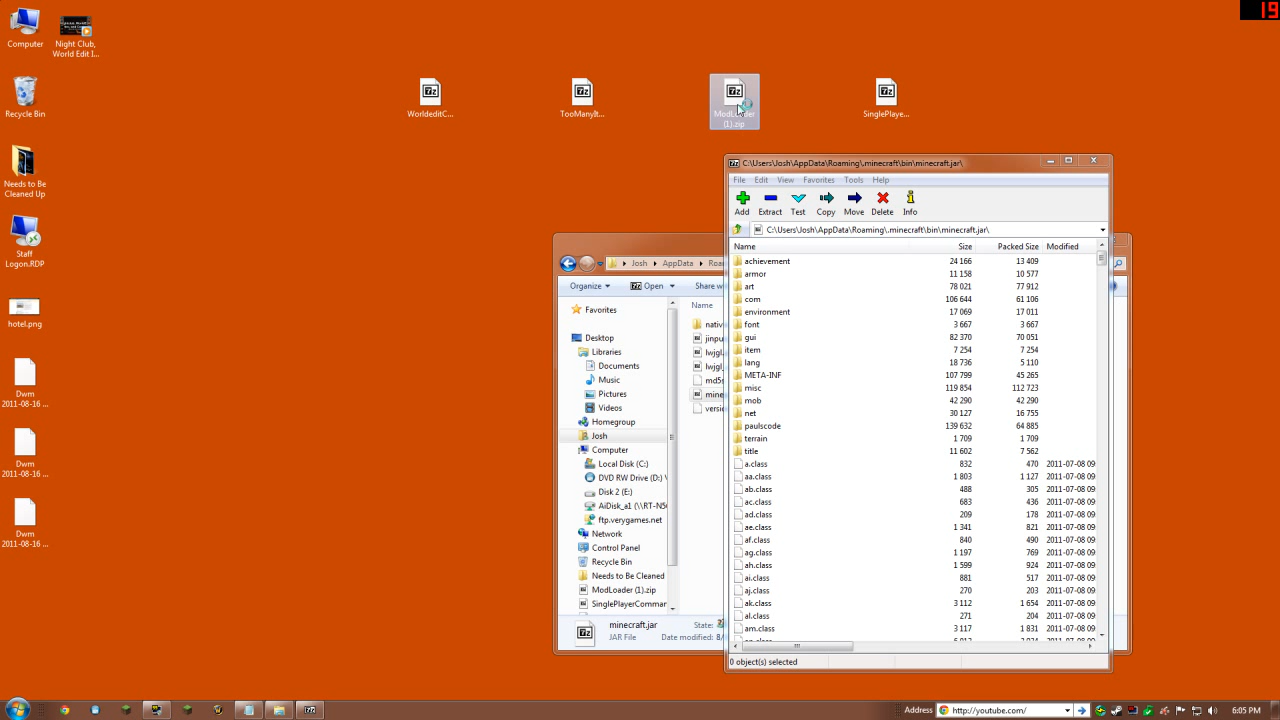 19
Computer
Night Club,
World Edit I...
Recycle Bin
Needs to Be
Cleaned Up
Staff
Logon.RDP
hotel.png
Dwm
2011-08-16 ...
Dwm
2011-08-16 ...
Dwm
2011-08-16 ...
WorldeditC...
TooManyIt...
ModLoader
(1).zip
SinglePlaye...
C:\Users\Josh\AppData\Roaming\.minecraft\bin\minecraft.jar\
File Edit View Favorites Tools Help
Add Extract Test Copy Move Delete Info
C:\Users\Josh\AppData\Roaming\.minecraft\bin\minecraft.jar\
Name Size Packed Size Modified
achievement 24 166 13 409
armor 11 158 10 577
art 78 021 77 912
com 106 644 61 106
environment 17 069 17 011
font 3 667 3 667
gui 82 370 70 051
item 7 254 7 254
lang 18 736 5 110
META-INF 107 799 45 265
misc 119 854 112 723
mob 42 290 42 290
net 30 127 16 755
paulscode 139 632 64 885
terrain 1 709 1 709
title 11 602 7 562
a.class 832 470 2011-07-08 09
aa.class 1 803 1 127 2011-07-08 09
ab.class 488 305 2011-07-08 09
ac.class 683 436 2011-07-08 09
ad.class 209 178 2011-07-08 09
ae.class 1 341 821 2011-07-08 09
af.class 840 490 2011-07-08 09
ag.class 1 197 769 2011-07-08 09
ah.class 1 599 924 2011-07-08 09
ai.class 881 517 2011-07-08 09
aj.class 270 203 2011-07-08 09
ak.class 3 112 1 654 2011-07-08 09
al.class 271 204 2011-07-08 09
am.class 3 117 1 831 2011-07-08 09
0 object(s) selected
Josh AppData Roa
Organize Open Share w
Name
Favorites
Desktop
Libraries
Documents
Music
Pictures
Videos
Homegroup
Josh
Computer
Local Disk (C:)
DVD RW Drive (D:) \
Disk 2 (E:)
AiDisk_a1 (\\RT-N5
ftp.verygames.net
Network
Control Panel
Recycle Bin
Needs to Be Cleaned
ModLoader (1).zip
SinglePlayerComma
nativ
jinpu
lwjgl
lwjgl_
md5s
mine
versi
minecraft.jar State:
JAR File Date modified: 8/
Address http://youtube.com/ 6:05 PM